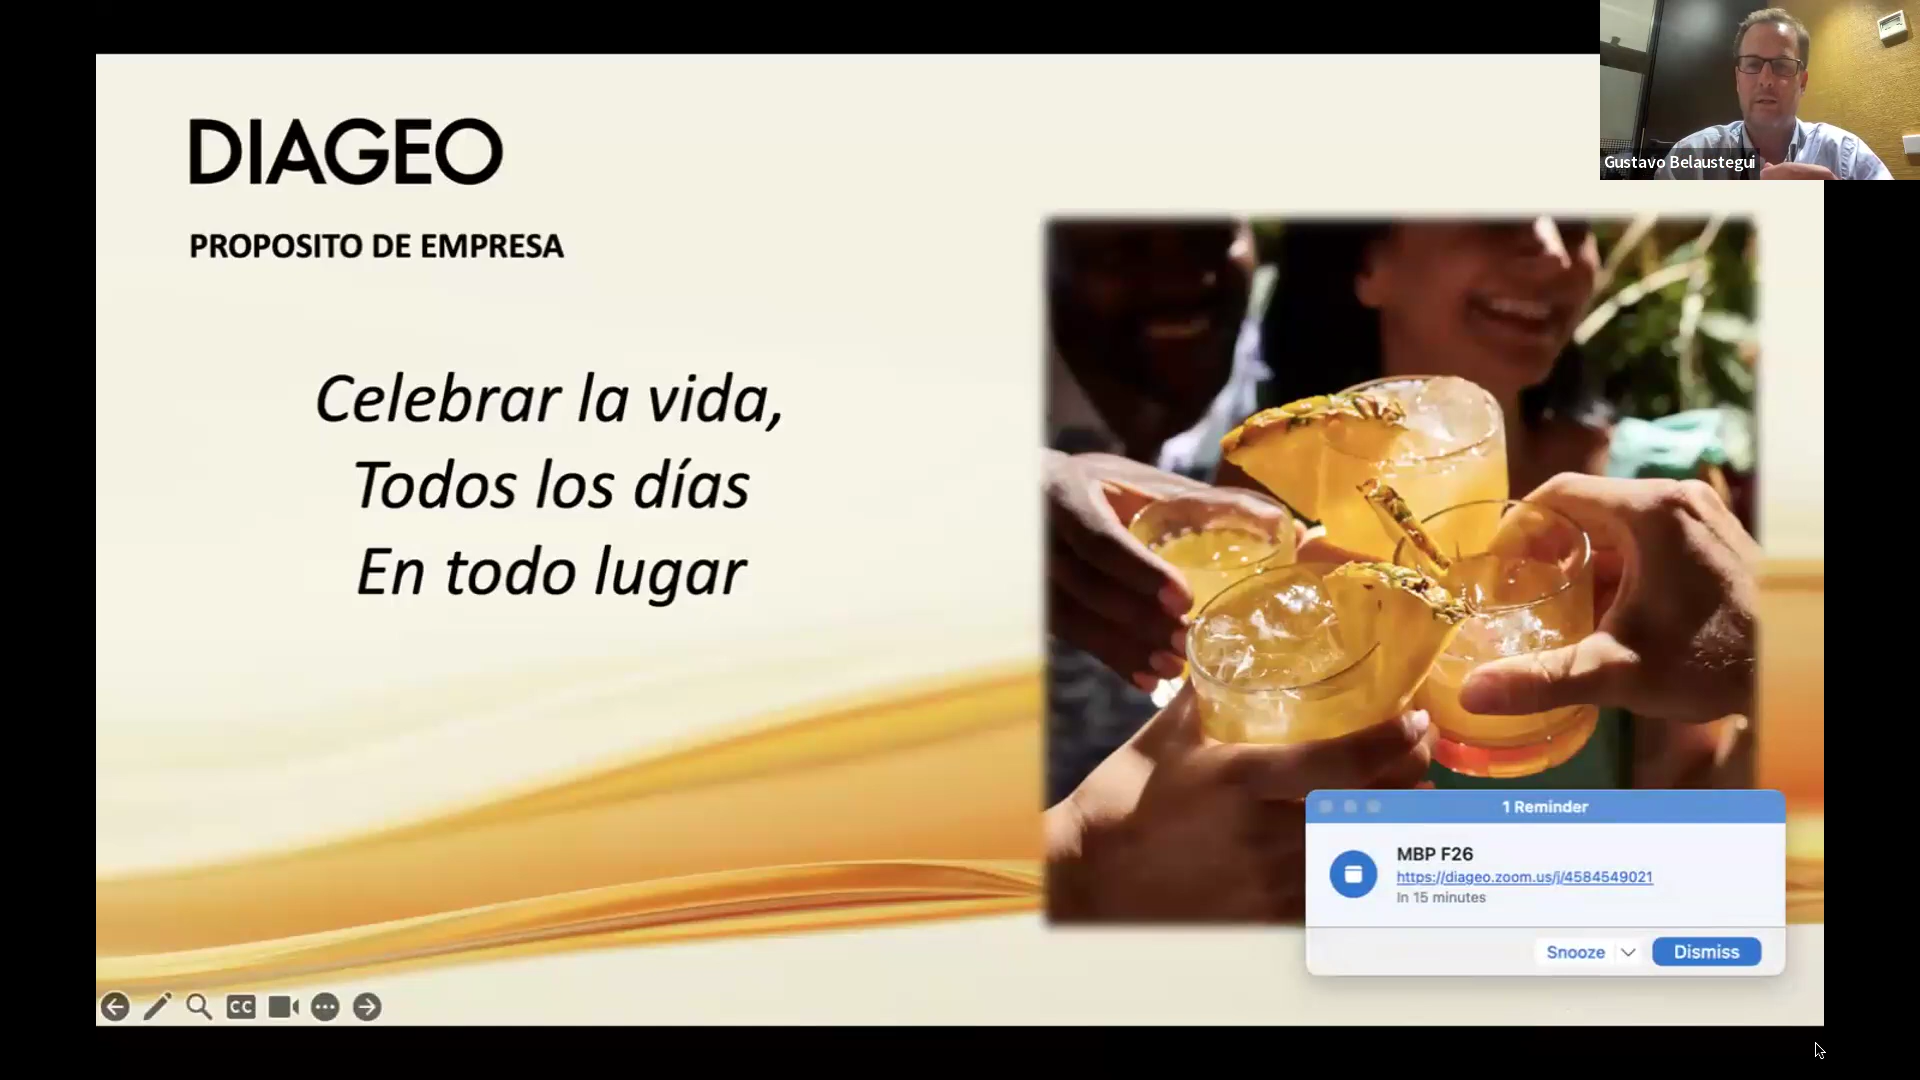 DIAGEO
PROPOSITO DE EMPRESA
Celebrar la vida,
Todos los días
En todo lugar
Gustavo Belaustegui
1 Reminder
MBP F26
https://diageo.zoom.us/j/4584549021
In 15 minutes
Snooze
Dismiss
CC